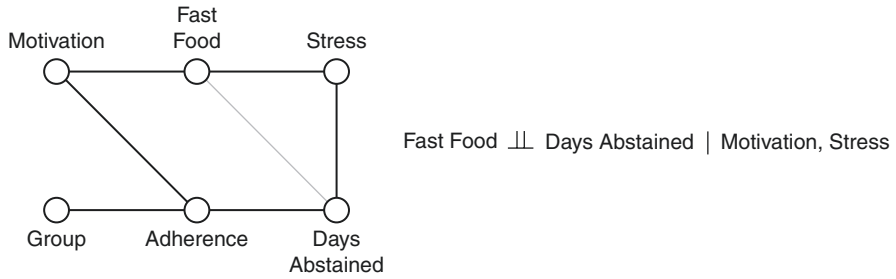 Fast
Motivation Food Stress
Fast Food ⫫ Days Abstained | Motivation, Stress
Group Adherence Days
Abstained